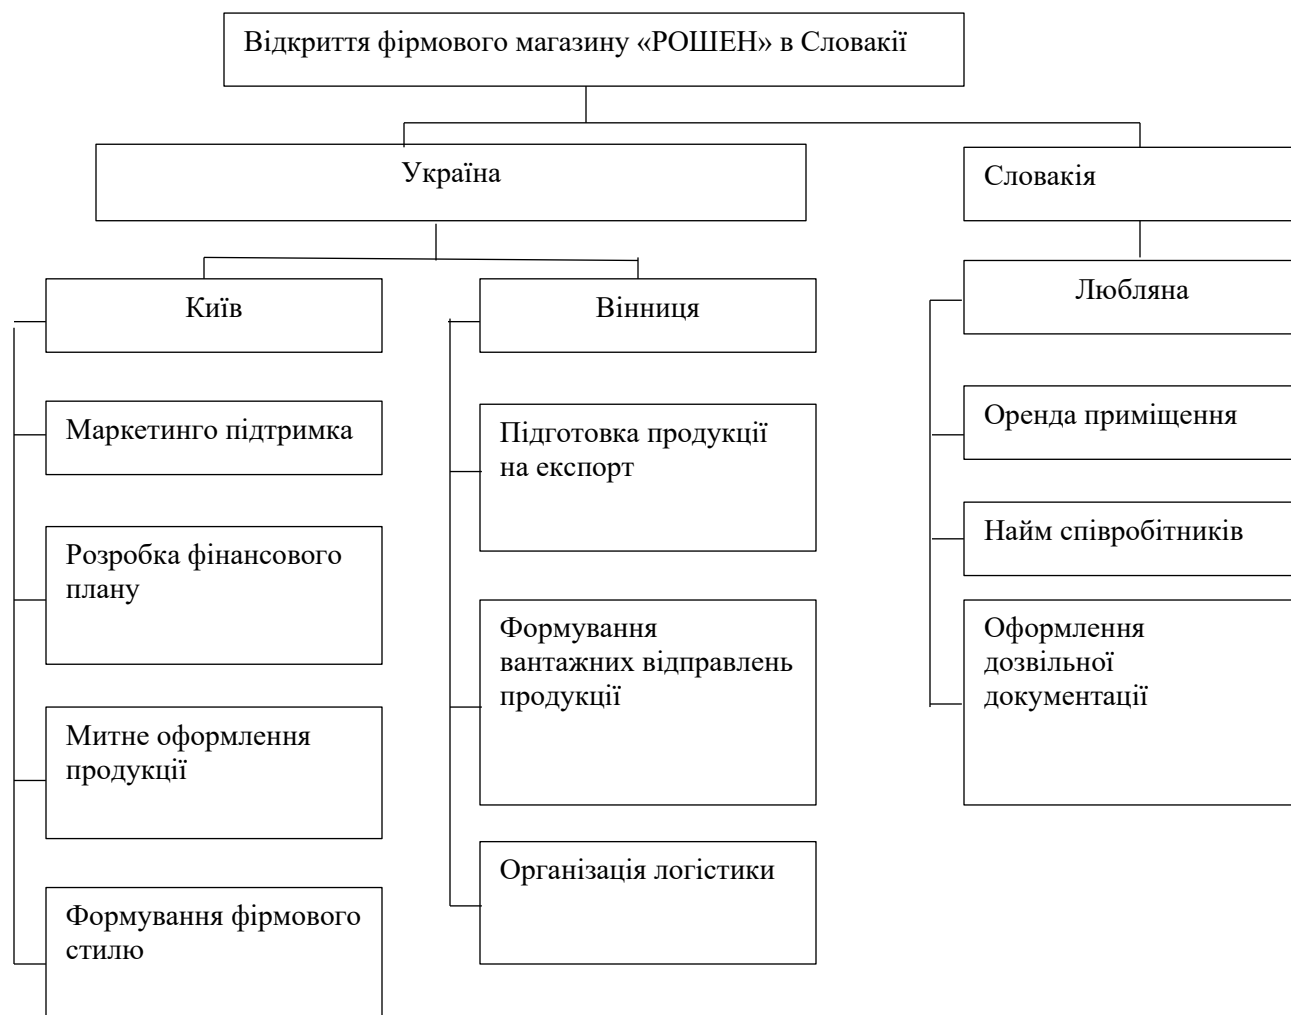 Відкриття фірмового магазину «РОШЕН» в Словакії
Україна
Словакія
Київ
Вінниця
Любляна
Маркетинго підтримка
Розробка фінансового
плану
Митне оформлення
продукції
Формування фірмового
стилю
Підготовка продукції
на експорт
Формування
вантажних відправлень
продукції
Організація логістики
Оренда приміщення
Найм співробітників
Оформлення
дозвільної
документації